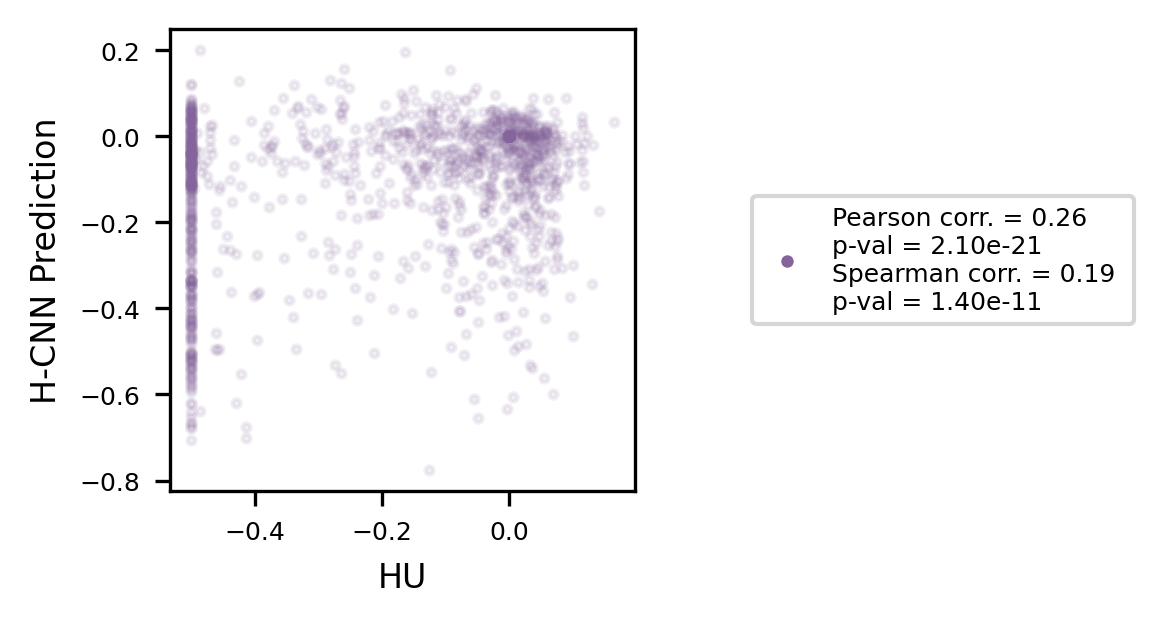 H-CNN Prediction
0.2
0.0
−0.2
−0.4
−0.6
−0.8
−0.4
−0.2
0.0
HU
Pearson corr. = 0.26
p-val = 2.10e-21
Spearman corr. = 0.19
p-val = 1.40e-11